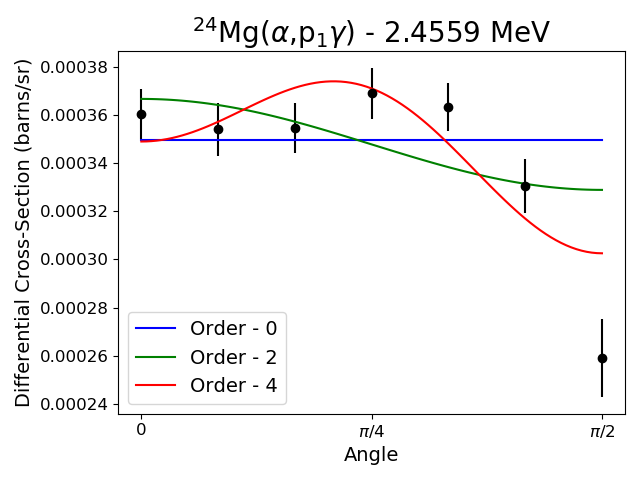 ²⁴Mg(α,p₁γ) - 2.4559 MeV
Differential Cross-Section (barns/sr)
0.00038
0.00036
0.00034
0.00032
0.00030
0.00028
0.00026
0.00024
Order - 0
Order - 2
Order - 4
0 π/4 π/2
Angle